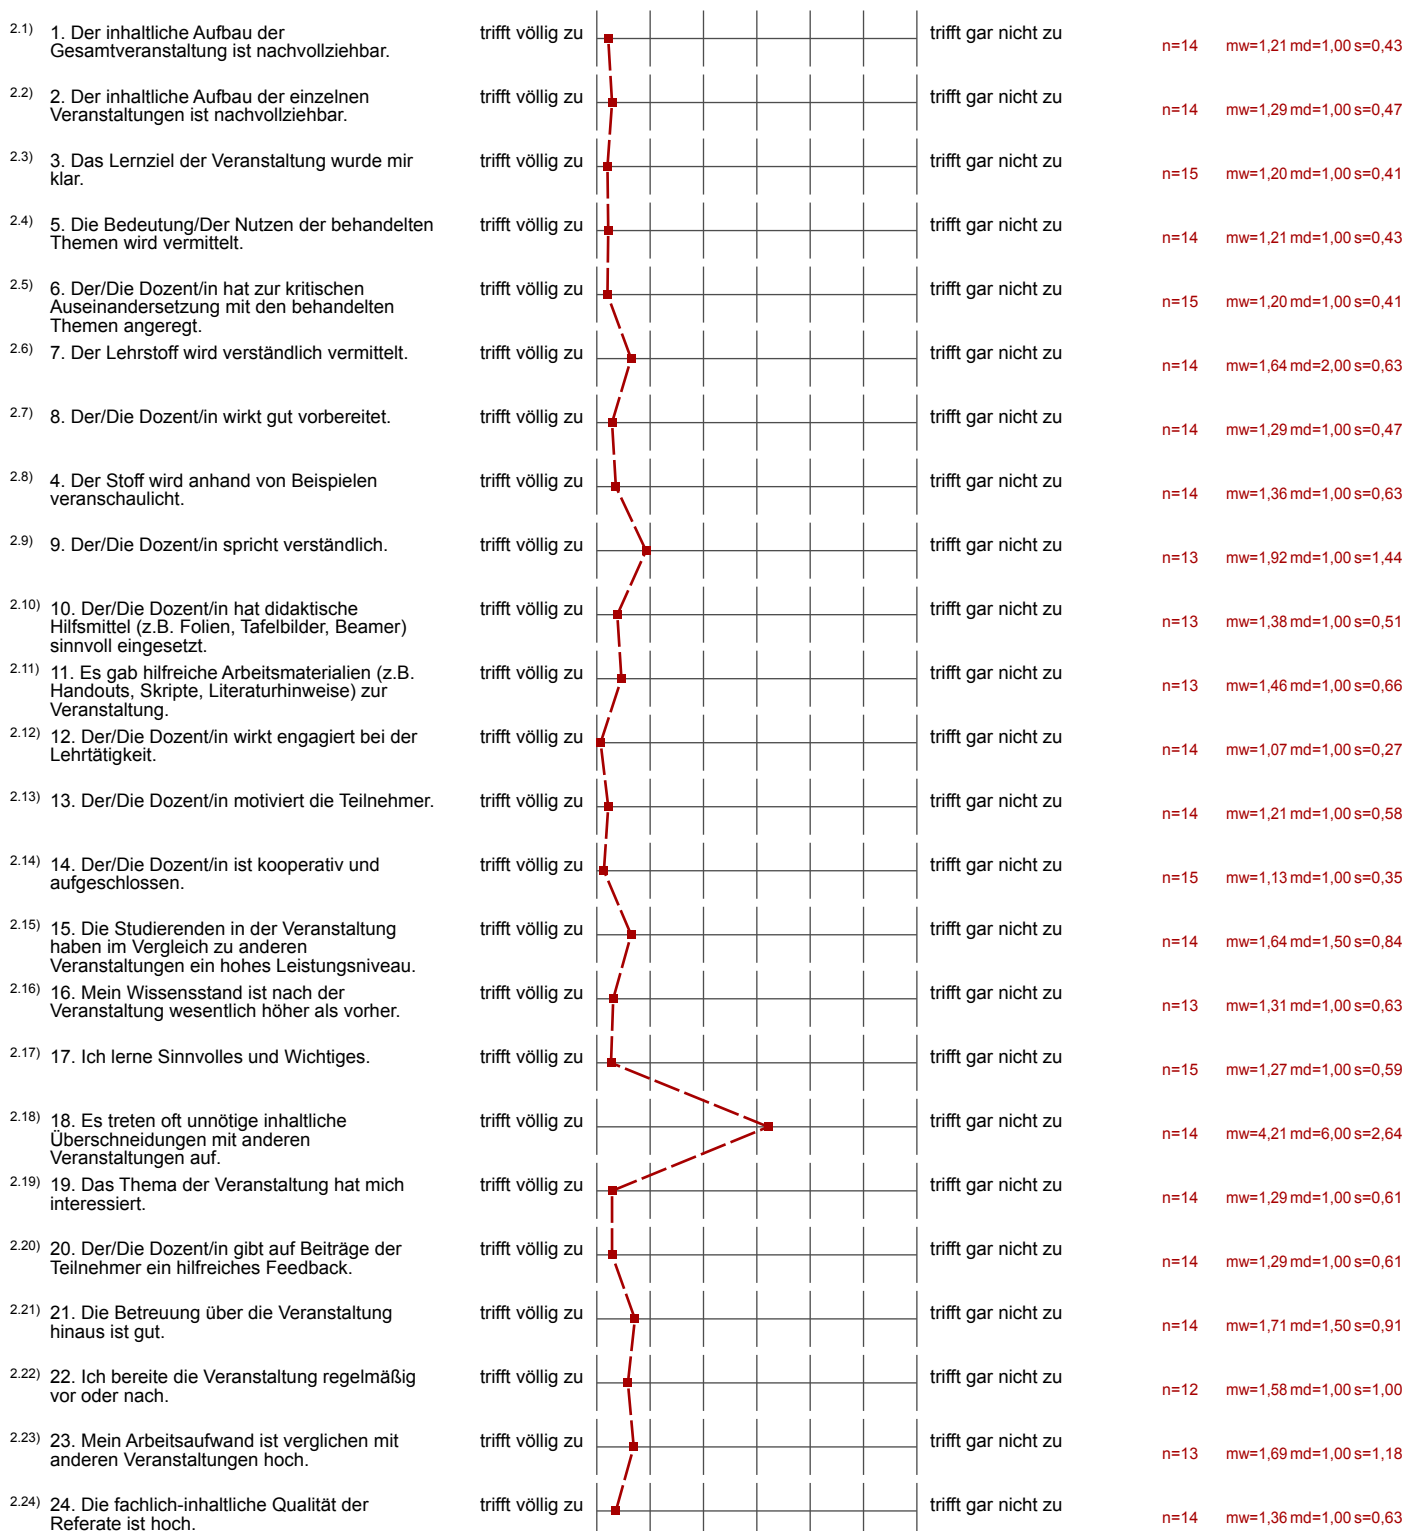 2.1) 1. Der inhaltliche Aufbau der trifft völlig zu trifft gar nicht zu
Gesamtveranstaltung ist nachvollziehbar. n=14 mw=1,21 md=1,00 s=0,43
2.2) 2. Der inhaltliche Aufbau der einzelnen trifft völlig zu trifft gar nicht zu
Veranstaltungen ist nachvollziehbar. n=14 mw=1,29 md=1,00 s=0,47
2.3) 3. Das Lernziel der Veranstaltung wurde mir trifft völlig zu trifft gar nicht zu
klar. n=15 mw=1,20 md=1,00 s=0,41
2.4) 5. Die Bedeutung/Der Nutzen der behandelten trifft völlig zu trifft gar nicht zu
Themen wird vermittelt. n=14 mw=1,21 md=1,00 s=0,43
2.5) 6. Der/Die Dozent/in hat zur kritischen trifft völlig zu trifft gar nicht zu
Auseinandersetzung mit den behandelten n=15 mw=1,20 md=1,00 s=0,41
Themen angeregt.
2.6) 7. Der Lehrstoff wird verständlich vermittelt. trifft völlig zu trifft gar nicht zu
n=14 mw=1,64 md=2,00 s=0,63
2.7) 8. Der/Die Dozent/in wirkt gut vorbereitet. trifft völlig zu trifft gar nicht zu
n=14 mw=1,29 md=1,00 s=0,47
2.8) 4. Der Stoff wird anhand von Beispielen trifft völlig zu trifft gar nicht zu
veranschaulicht. n=14 mw=1,36 md=1,00 s=0,63
2.9) 9. Der/Die Dozent/in spricht verständlich. trifft völlig zu trifft gar nicht zu
n=13 mw=1,92 md=1,00 s=1,44
2.10) 10. Der/Die Dozent/in hat didaktische trifft völlig zu trifft gar nicht zu
Hilfsmittel (z.B. Folien, Tafelbilder, Beamer) n=13 mw=1,38 md=1,00 s=0,51
sinnvoll eingesetzt.
2.11) 11. Es gab hilfreiche Arbeitsmaterialien (z.B. trifft völlig zu trifft gar nicht zu
Handouts, Skripte, Literaturhinweise) zur n=13 mw=1,46 md=1,00 s=0,66
Veranstaltung.
2.12) 12. Der/Die Dozent/in wirkt engagiert bei der trifft völlig zu trifft gar nicht zu
Lehrtätigkeit. n=14 mw=1,07 md=1,00 s=0,27
2.13) 13. Der/Die Dozent/in motiviert die Teilnehmer. trifft völlig zu trifft gar nicht zu
n=14 mw=1,21 md=1,00 s=0,58
2.14) 14. Der/Die Dozent/in ist kooperativ und trifft völlig zu trifft gar nicht zu
aufgeschlossen. n=15 mw=1,13 md=1,00 s=0,35
2.15) 15. Die Studierenden in der Veranstaltung trifft völlig zu trifft gar nicht zu
haben im Vergleich zu anderen n=14 mw=1,64 md=1,50 s=0,84
Veranstaltungen ein hohes Leistungsniveau.
2.16) 16. Mein Wissensstand ist nach der trifft völlig zu trifft gar nicht zu
Veranstaltung wesentlich höher als vorher. n=13 mw=1,31 md=1,00 s=0,63
2.17) 17. Ich lerne Sinnvolles und Wichtiges. trifft völlig zu trifft gar nicht zu
n=15 mw=1,27 md=1,00 s=0,59
2.18) 18. Es treten oft unnötige inhaltliche trifft völlig zu trifft gar nicht zu
Überschneidungen mit anderen n=14 mw=4,21 md=6,00 s=2,64
Veranstaltungen auf.
2.19) 19. Das Thema der Veranstaltung hat mich trifft völlig zu trifft gar nicht zu
interessiert. n=14 mw=1,29 md=1,00 s=0,61
2.20) 20. Der/Die Dozent/in gibt auf Beiträge der trifft völlig zu trifft gar nicht zu
Teilnehmer ein hilfreiches Feedback. n=14 mw=1,29 md=1,00 s=0,61
2.21) 21. Die Betreuung über die Veranstaltung trifft völlig zu trifft gar nicht zu
hinaus ist gut. n=14 mw=1,71 md=1,50 s=0,91
2.22) 22. Ich bereite die Veranstaltung regelmäßig trifft völlig zu trifft gar nicht zu
vor oder nach. n=12 mw=1,58 md=1,00 s=1,00
2.23) 23. Mein Arbeitsaufwand ist verglichen mit trifft völlig zu trifft gar nicht zu
anderen Veranstaltungen hoch. n=13 mw=1,69 md=1,00 s=1,18
2.24) 24. Die fachlich-inhaltliche Qualität der trifft völlig zu trifft gar nicht zu
Referate ist hoch. n=14 mw=1,36 md=1,00 s=0,63